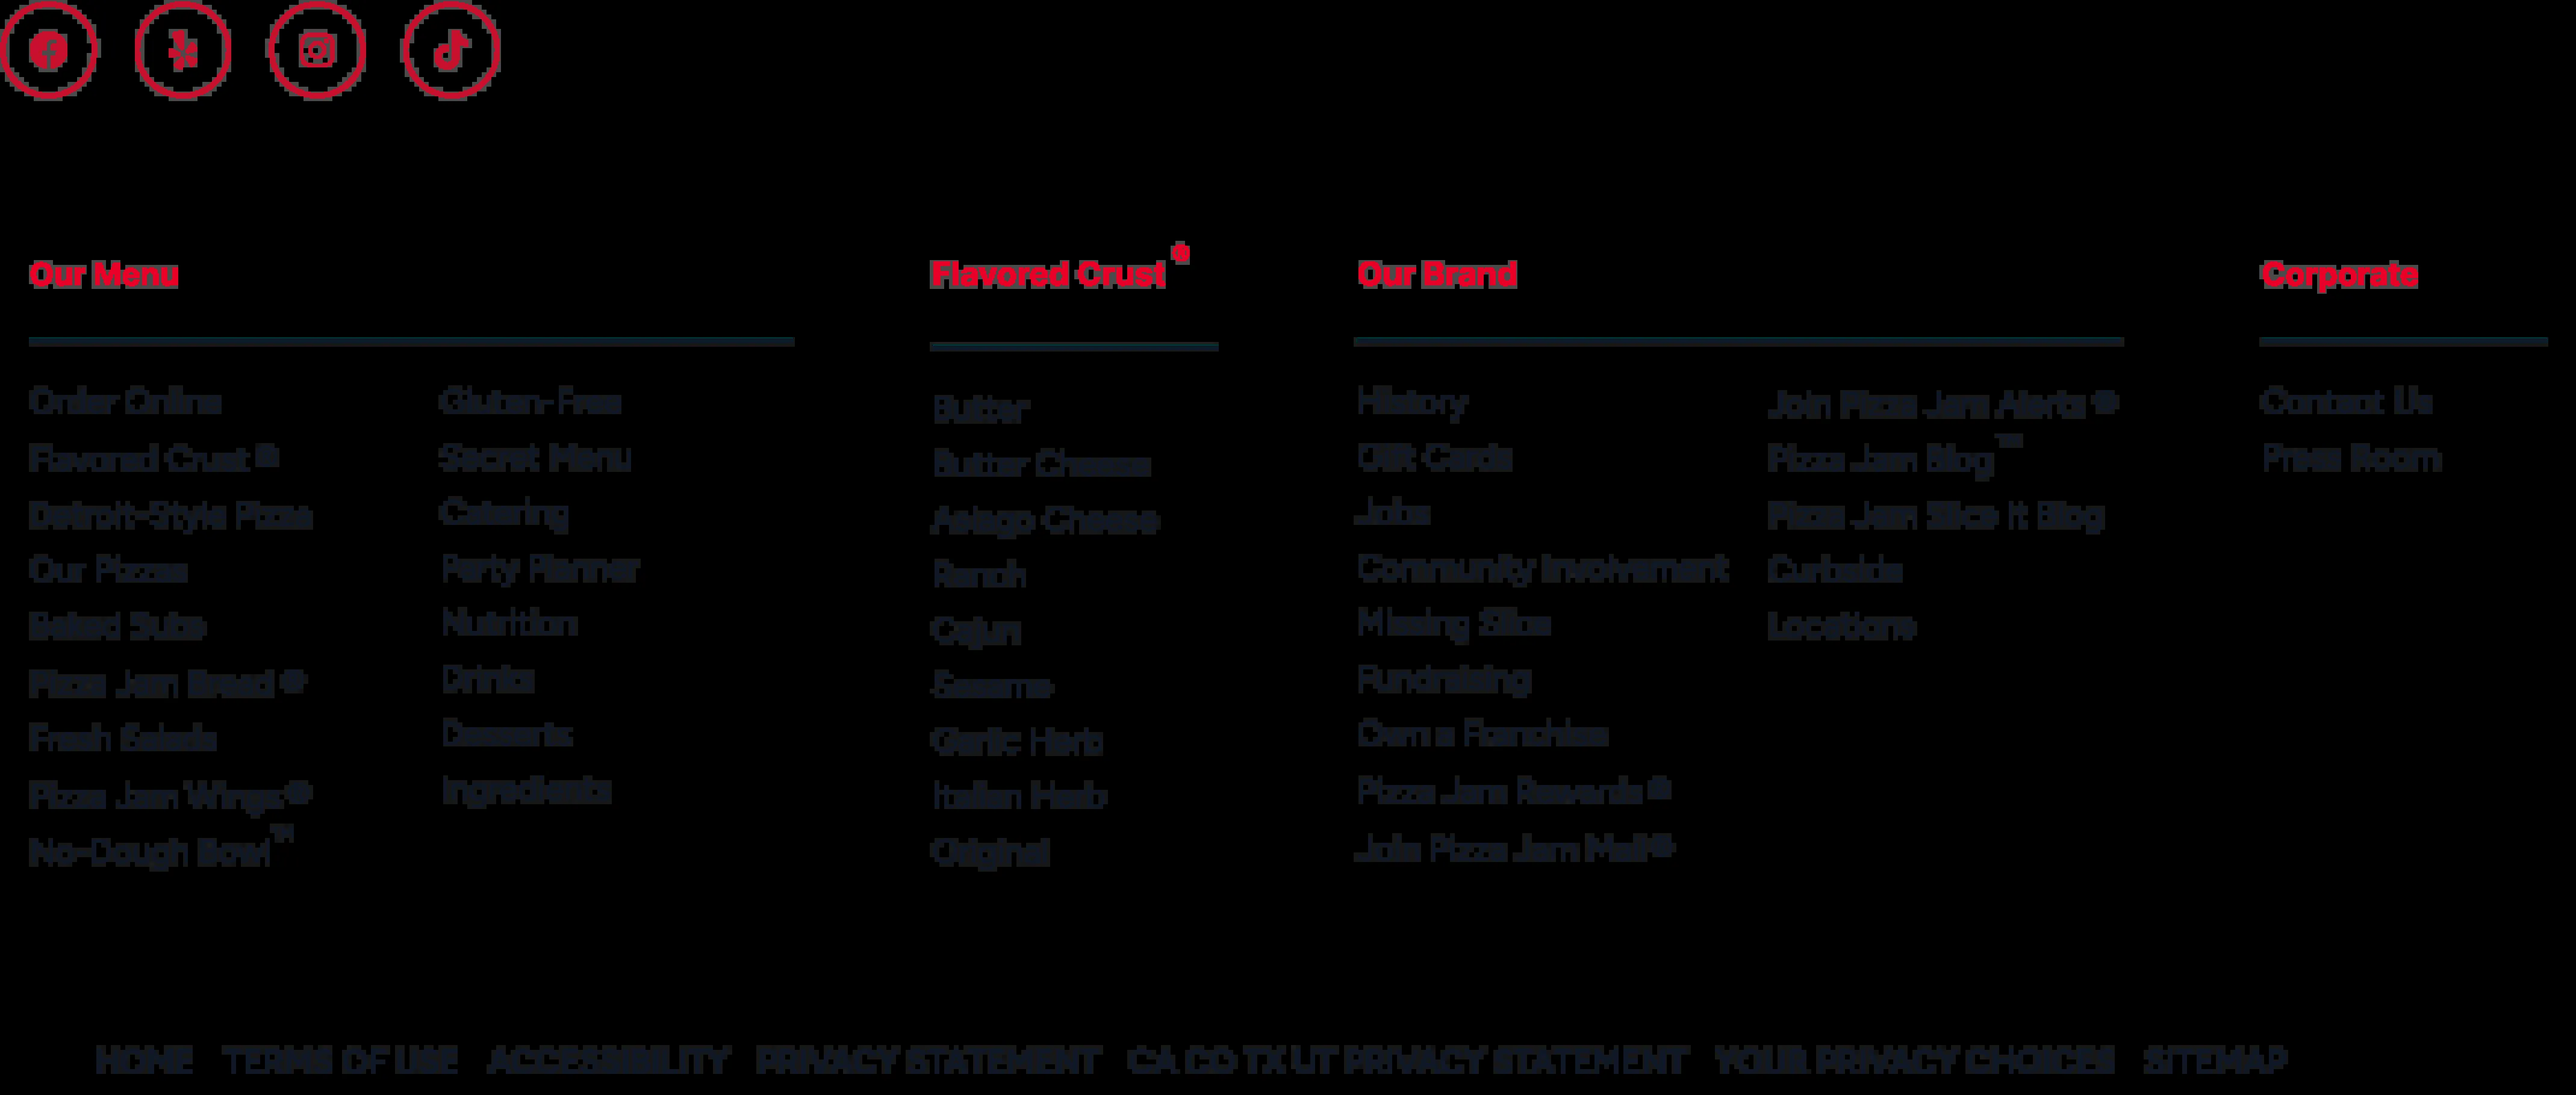 Our Menu
Order Online
Flavored Crust ®
Detroit-Style Pizza
Our Pizzas
Baked Subs
Pizza Jam Bread ®
Fresh Salads
Pizza Jam Wings®
No-Dough Bowl™
Gluten-Free
Secret Menu
Catering
Party Planner
Nutrition
Drinks
Desserts
Ingredients
Flavored Crust ®
Butter
Butter Cheese
Asiago Cheese
Ranch
Cajun
Sesame
Garlic Herb
Italian Herb
Original
Our Brand
History
Gift Cards
Jobs
Community Involvement
Missing Slice
Fundraising
Own a Franchise
Pizza Jam Rewards ®
Join Pizza Jam Mail®
Join Pizza Jam Alerts ®
Pizza Jam Blog™
Pizza Jam Slice It Blog
Curbside
Locations
Corporate
Contact Us
Press Room
HOME TERMS OF USE ACCESSIBILITY PRIVACY STATEMENT CA CO TX UT PRIVACY STATEMENT YOUR PRIVACY CHOICES SITEMAP